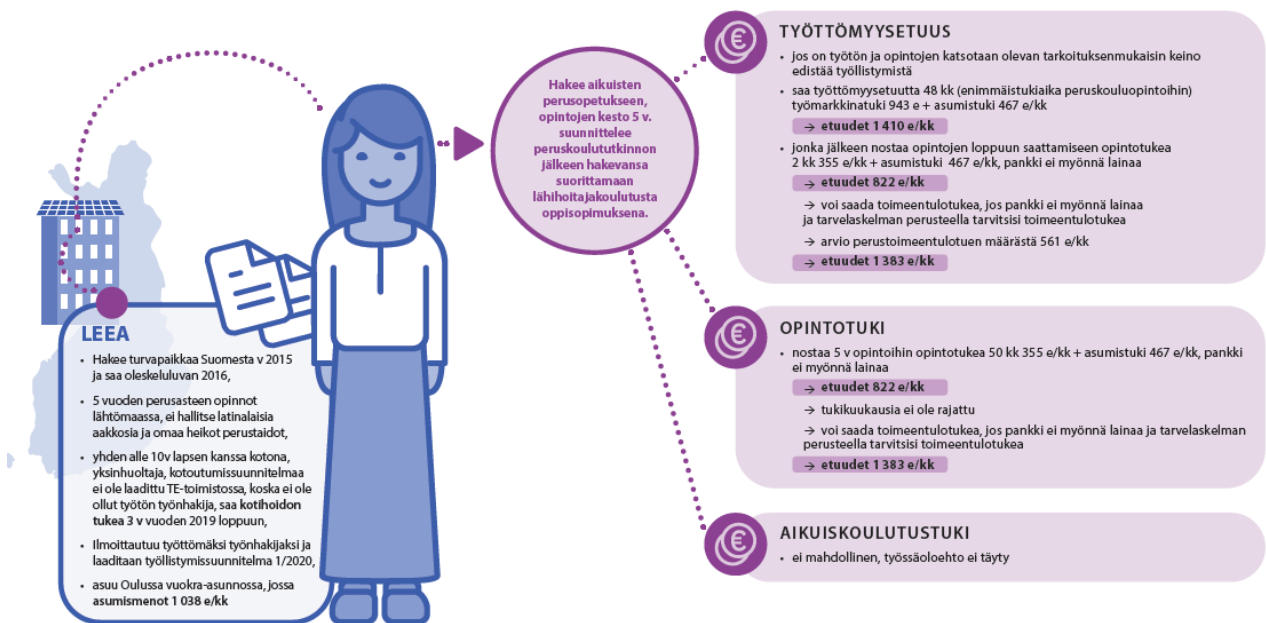 LEEA
• Hakee turvapaikkaa Suomesta v 2015
ja saa oleskeluluvan 2016,
• 5 vuoden perusasteen opinnot
lähtömaassa, ei hallitse latinalaisia
aakkosia ja omaa heikot perustaidot,
• yhden alle 10v lapsen kanssa kotona,
yksinhuoltaja, kotoutumissuunnitelmaa
ei ole laadittu TE-toimistossa, koska ei ole
ollut työtön työnhakija, saa kotihoidon
tukea 3 v vuoden 2019 loppuun,
• Ilmoittautuu työttömäksi työnhakijaksi ja
laaditaan työllistymissuunnitelma 1/2020,
• asuu Oulussa vuokra-asunnossa, jossa
asumismenot 1 038 e/kk
Hakee aikuisten
perusopetukseen,
opintojen kesto 5 v.
suunnittelee
peruskoulututkinnon
jälkeen hakevansa
suorittamaan
lähihoitajakoulutusta
oppisopimuksena.
TYÖTTÖMYYSETUUS
• jos on työtön ja opintojen katsotaan olevan tarkoituksenmukaisin keino
edistää työllistymistä
• saa työttömyysetuutta 48 kk (enimmäistukiaika peruskouluopintoihin)
työmarkkinatuki 943 e + asumistuki 467 e/kk
→ etuudet 1 410 e/kk
• jonka jälkeen nostaa opintojen loppuun saattamiseen opintotukea
2 kk 355 e/kk + asumistuki 467 e/kk, pankki ei myönnä lainaa
→ etuudet 822 e/kk
→ voi saada toimeentulotukea, jos pankki ei myönnä lainaa
ja tarvelaskelman perusteella tarvitsisi toimeentulotukea
→ arvio perustoimeentulotuen määrästä 561 e/kk
→ etuudet 1 383 e/kk
OPINTOTUKI
• nostaa 5 v opintoihin opintotukea 50 kk 355 e/kk + asumistuki 467 e/kk, pankki
ei myönnä lainaa
→ etuudet 822 e/kk
→ tukikuukausia ei ole rajattu
→ voi saada toimeentulotukea, jos pankki ei myönnä lainaa ja tarvelaskelman
perusteella tarvitsisi toimeentulotukea
→ etuudet 1 383 e/kk
AIKUISKOULUTUSTUKI
• ei mahdollinen, työssäoloehto ei täyty